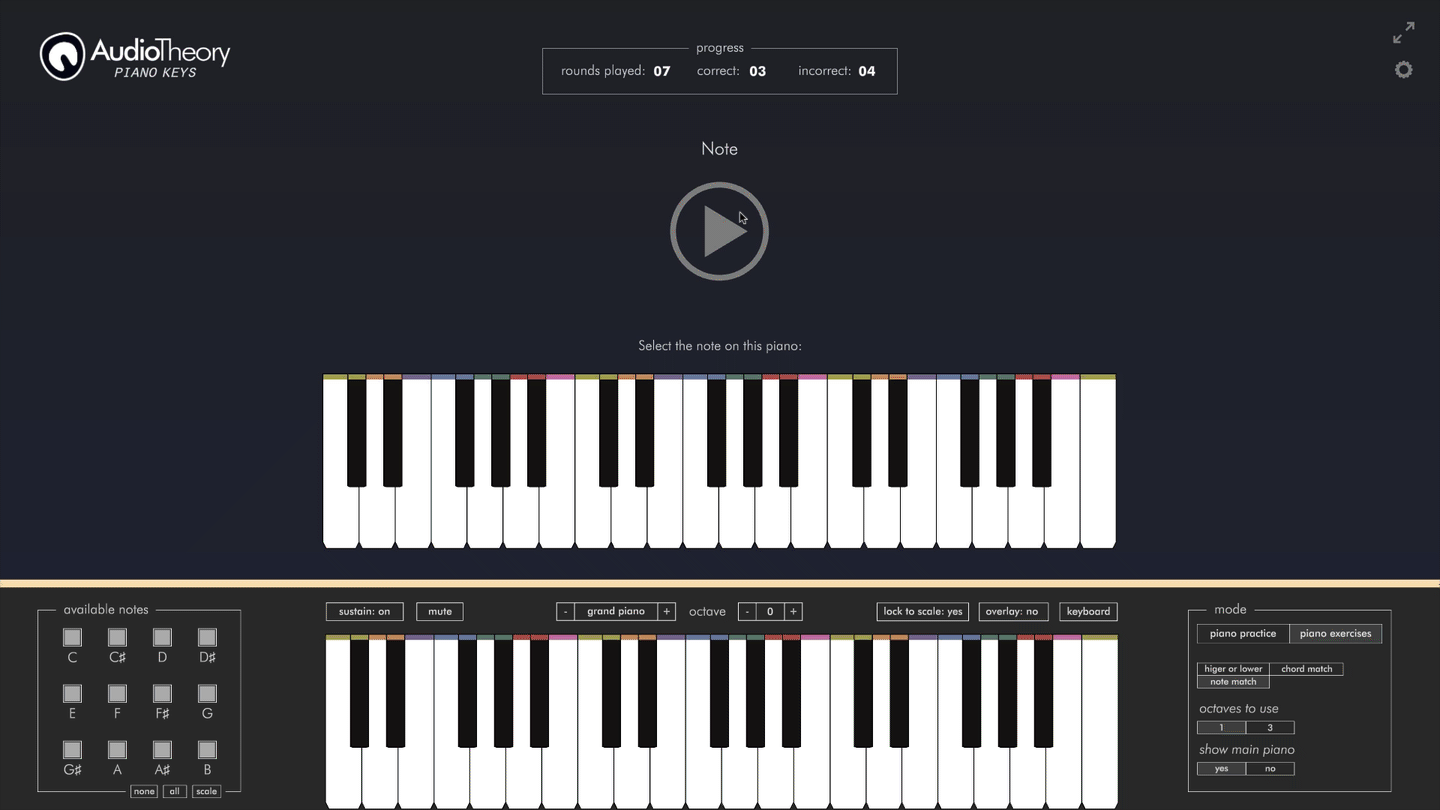 AudioTheory
PIANO KEYS
progress
rounds played: 07 correct: 03 incorrect: 04
Note
Select the note on this piano:
available notes
C C♯ D D♯
E F F♯ G
G♯ A A♯ B
none all scale
sustain: on mute - grand piano + octave - 0 + lock to scale: yes overlay: no keyboard
mode
piano practice piano exercises
higer or lower chord match
note match
octaves to use
1 3
show main piano
yes no